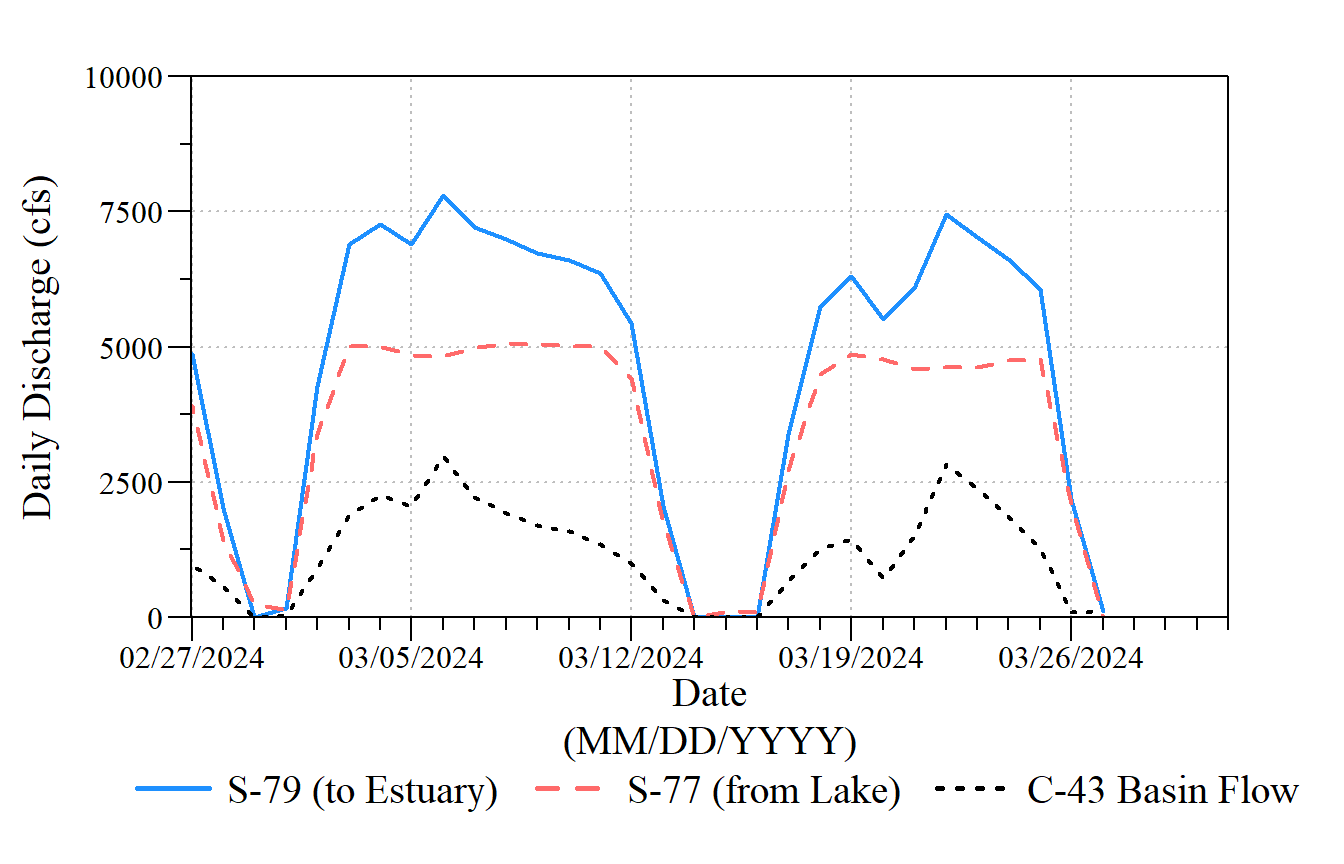 10000
7500
5000
2500
0
Daily Discharge (cfs)
02/27/2024 03/05/2024 03/12/2024 03/19/2024 03/26/2024
Date
(MM/DD/YYYY)
S-79 (to Estuary) S-77 (from Lake) C-43 Basin Flow